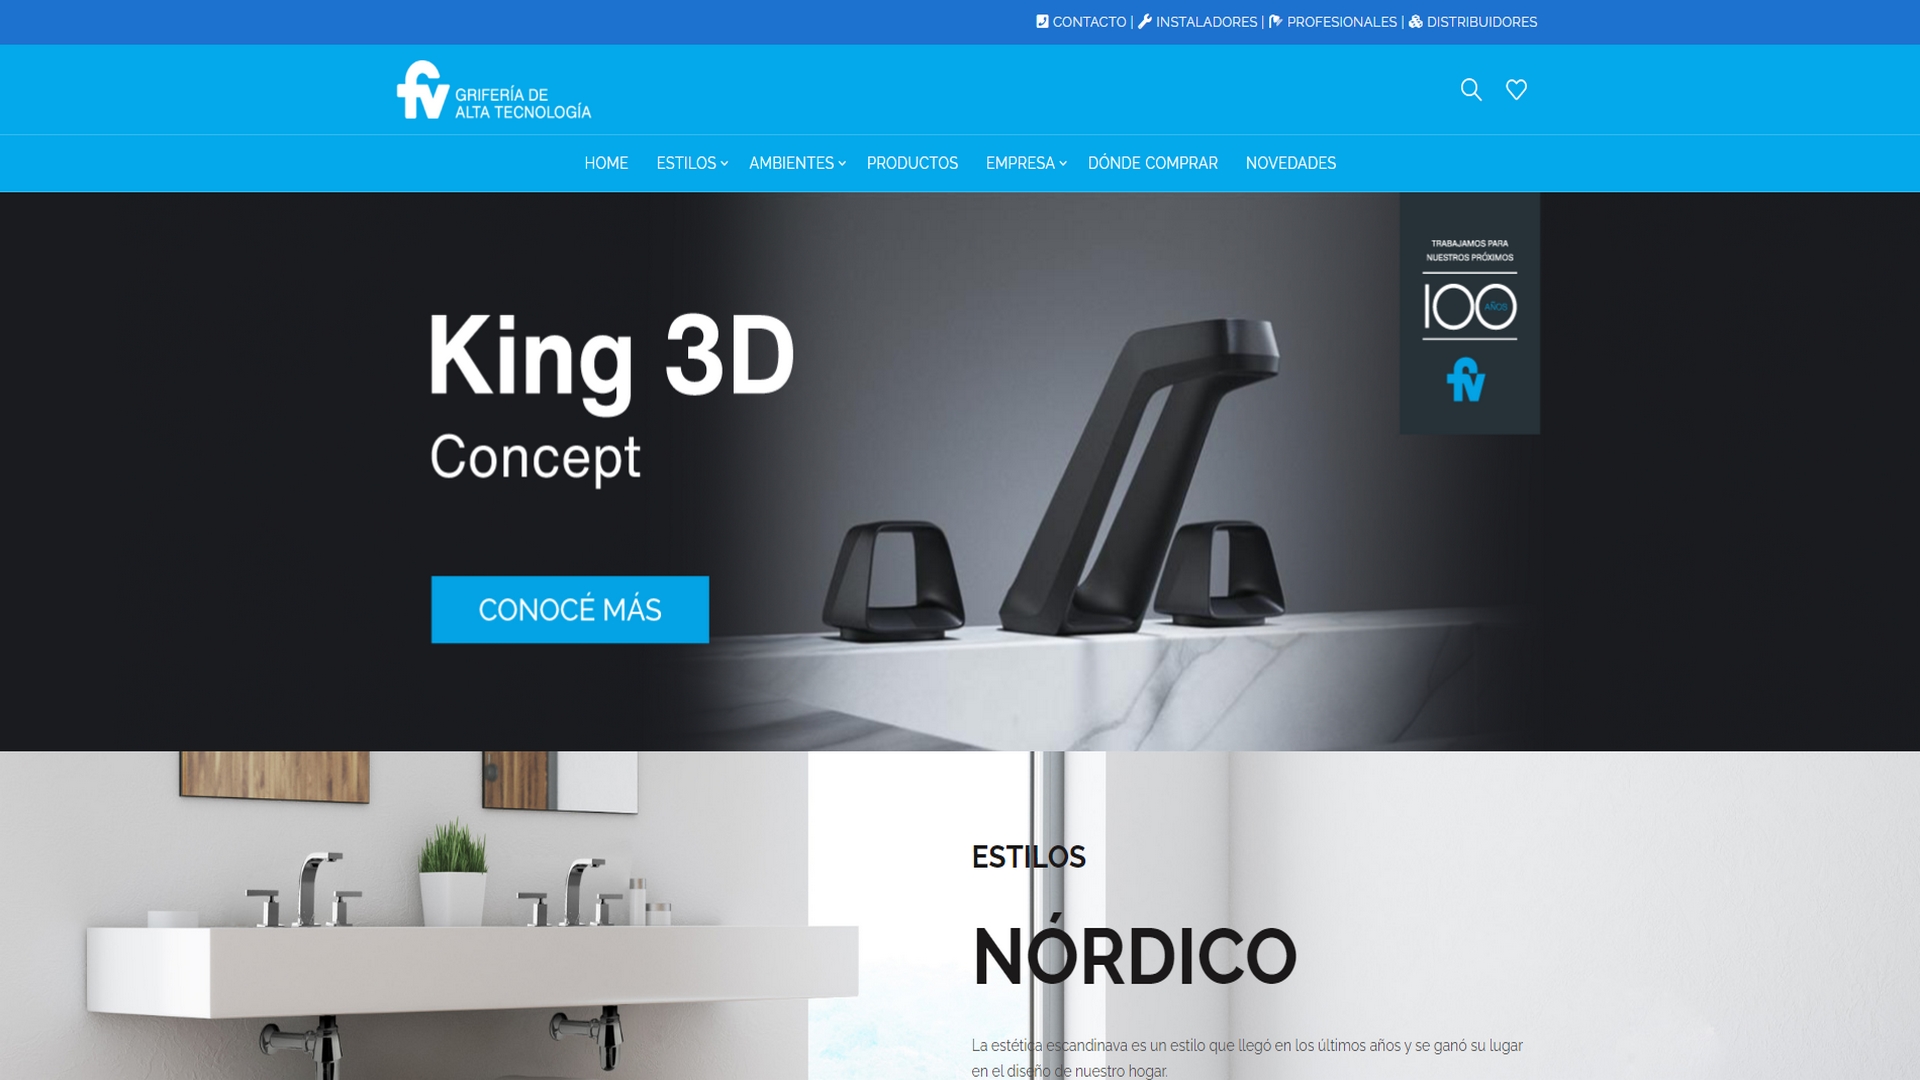 CONTACTO | INSTALADORES | PROFESIONALES | DISTRIBUIDORES
fv GRIFERÍA DE
ALTA TECNOLOGÍA
HOME ESTILOS AMBIENTES PRODUCTOS EMPRESA DÓNDE COMPRAR NOVEDADES
TRABAJAMOS PARA
NUESTROS PRÓXIMOS
100 AÑOS
fv
King 3D
Concept
CONOCÉ MÁS
ESTILOS
NÓRDICO
La estética escandinava es un estilo que llegó en los últimos años y se ganó su lugar
en el diseño de nuestro hogar.